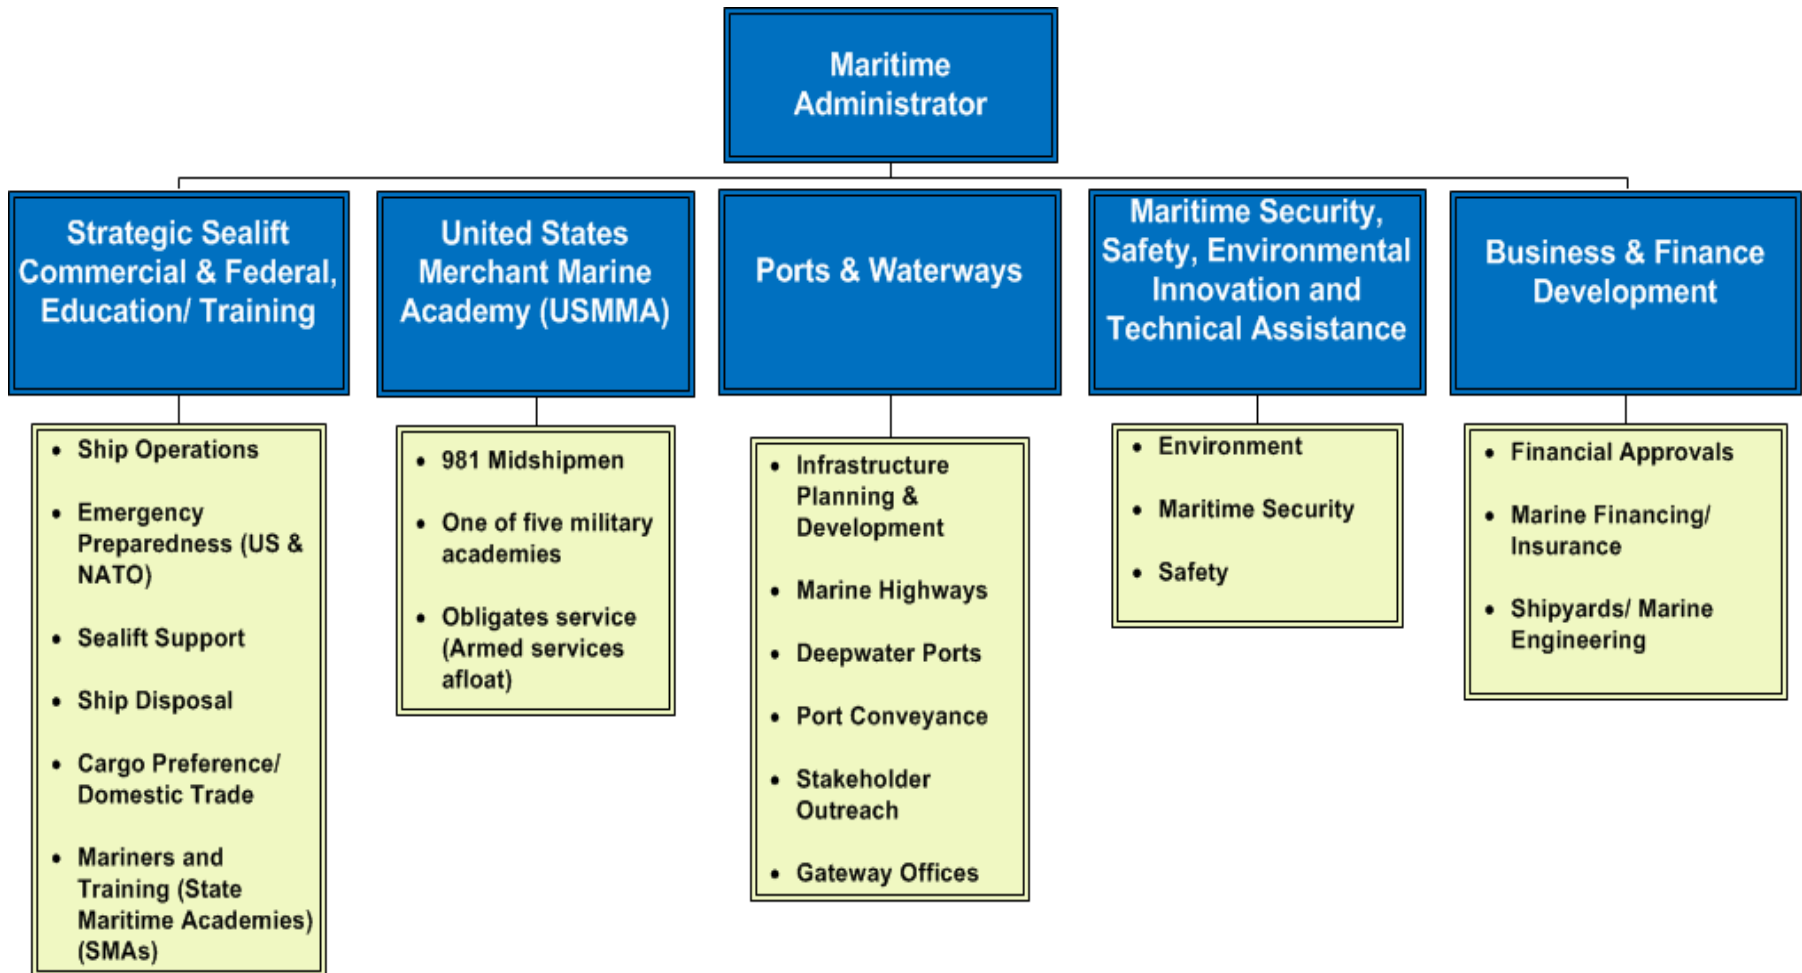 Maritime
Administrator
Strategic Sealift
Commercial & Federal,
Education/ Training
United States
Merchant Marine
Academy (USMMA)
Ports & Waterways
Maritime Security,
Safety, Environmental
Innovation and
Technical Assistance
Business & Finance
Development
• Ship Operations
• Emergency
Preparedness (US &
NATO)
• Sealift Support
• Ship Disposal
• Cargo Preference/
Domestic Trade
• Mariners and
Training (State
Maritime Academies)
(SMAs)
• 981 Midshipmen
• One of five military
academies
• Obligates service
(Armed services
afloat)
• Infrastructure
Planning &
Development
• Marine Highways
• Deepwater Ports
• Port Conveyance
• Stakeholder
Outreach
• Gateway Offices
• Environment
• Maritime Security
• Safety
• Financial Approvals
• Marine Financing/
Insurance
• Shipyards/ Marine
Engineering